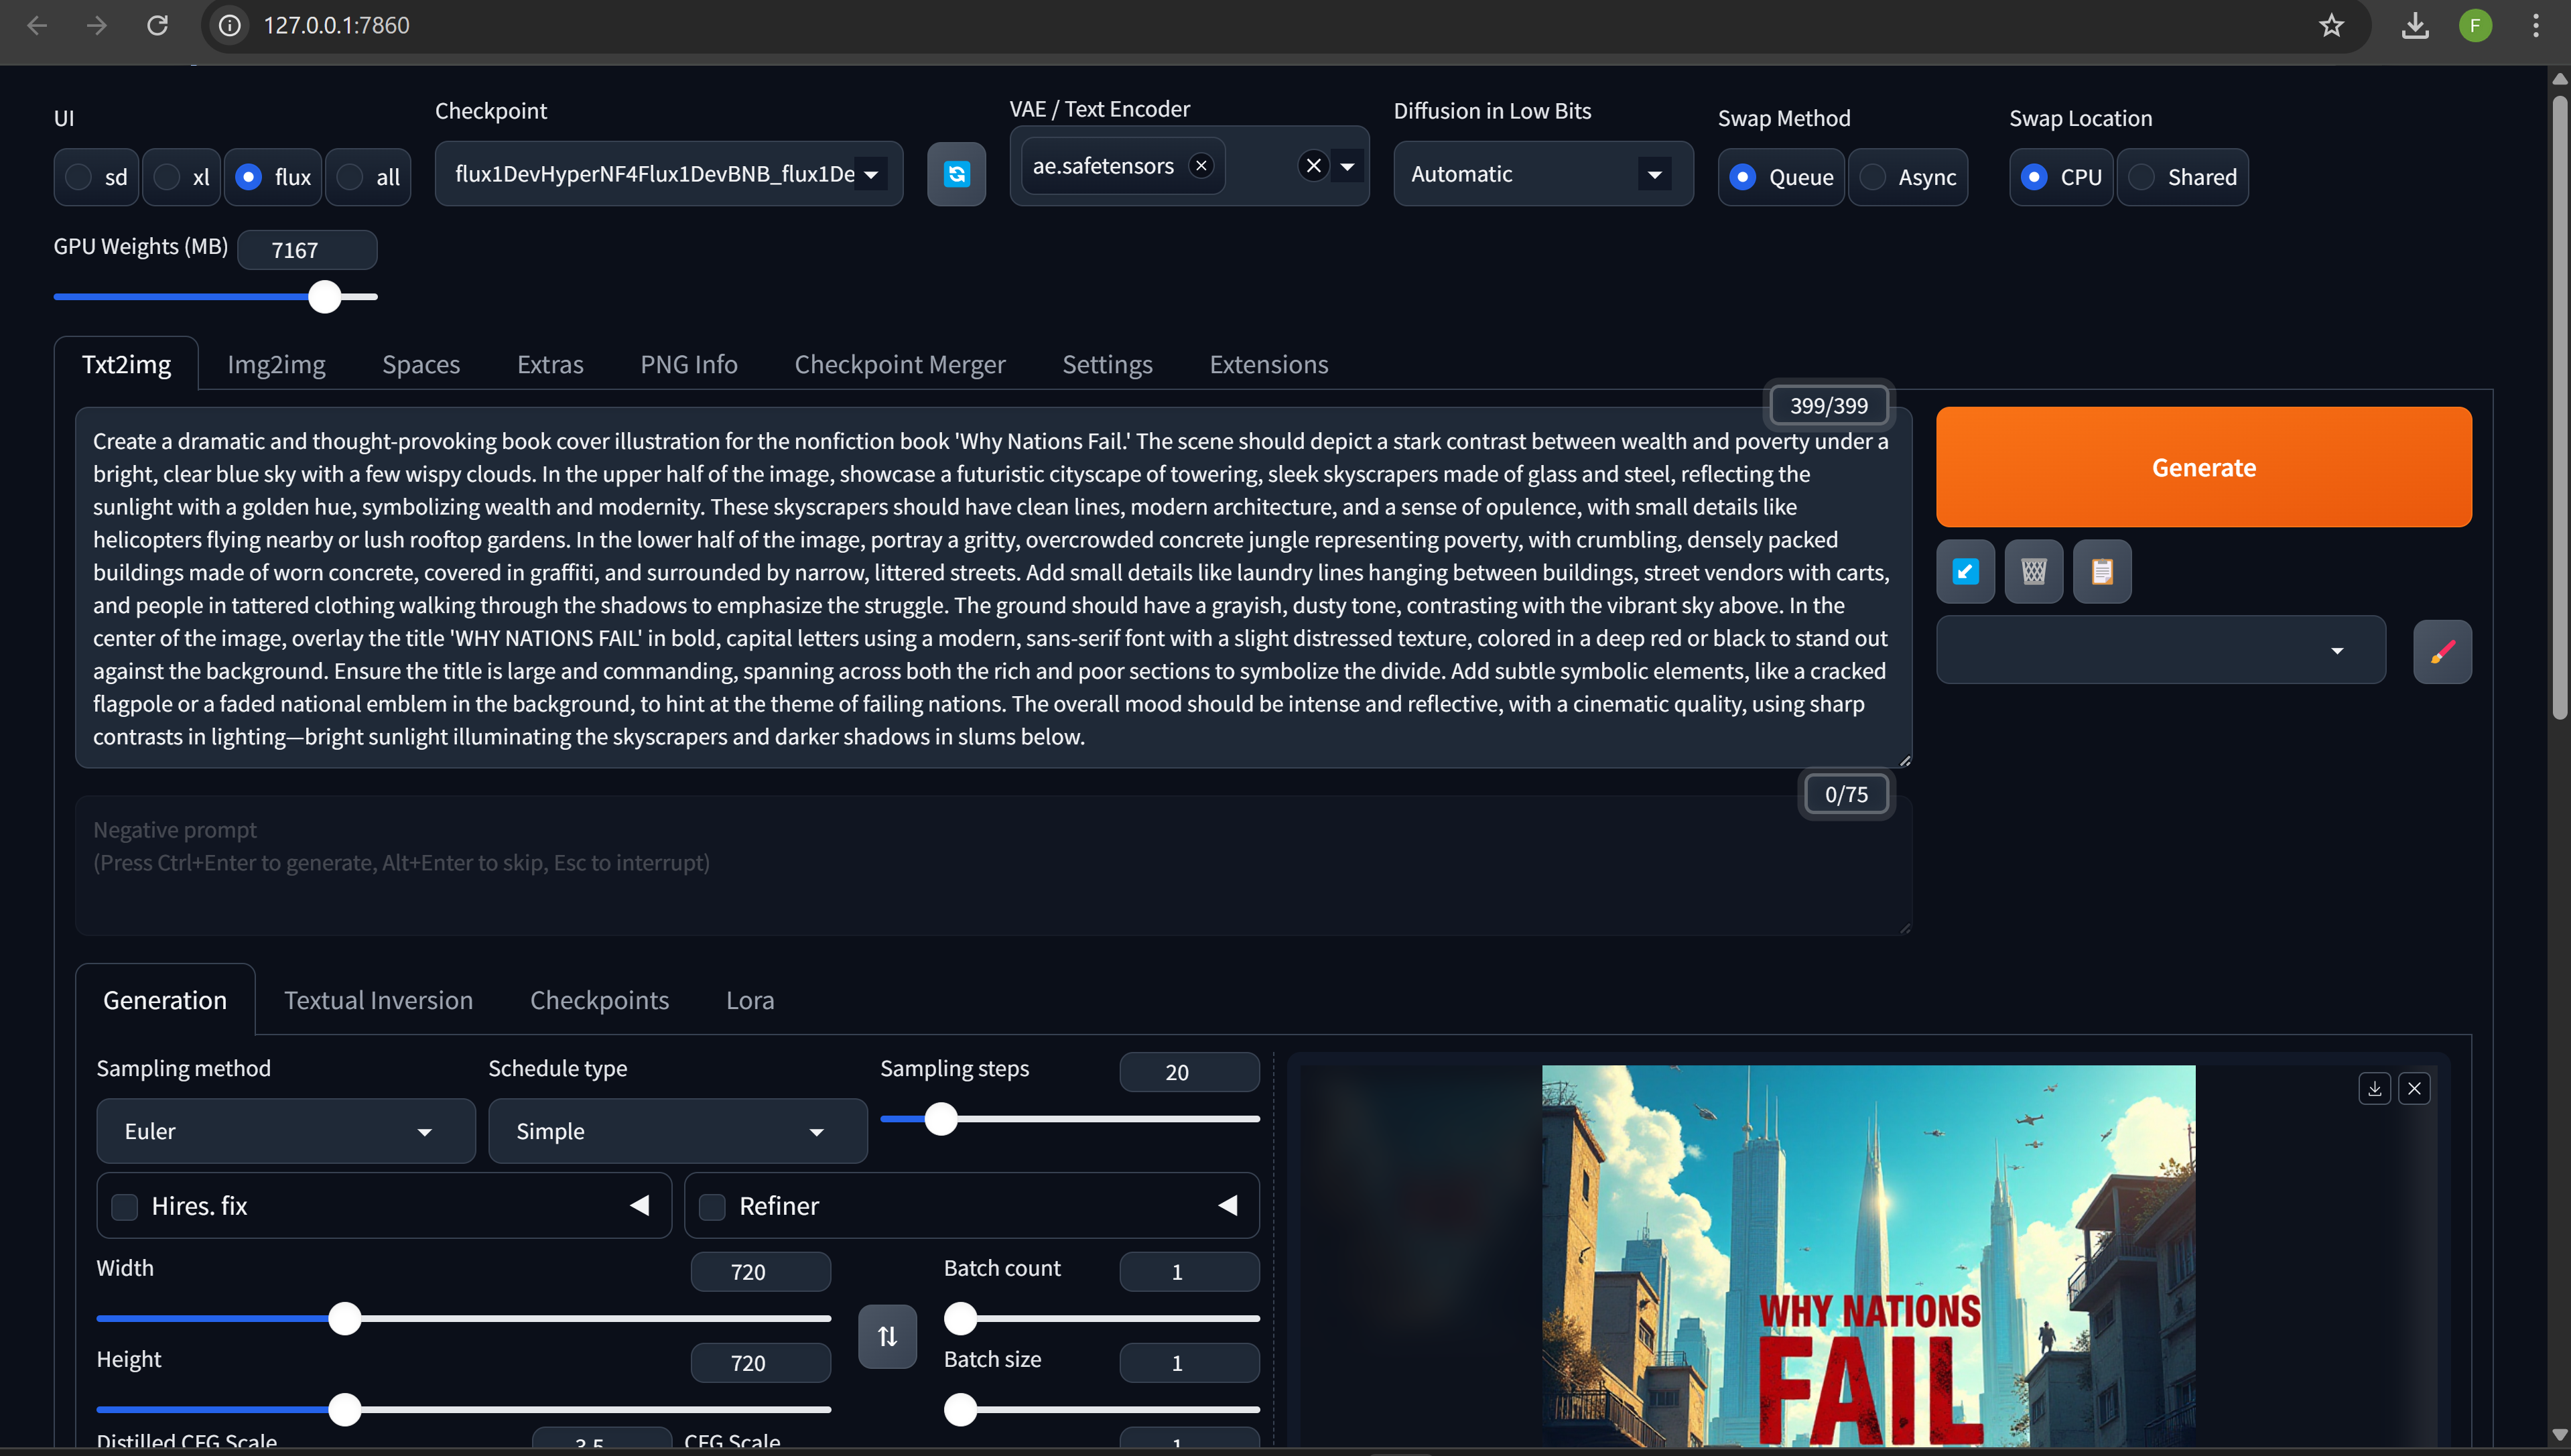 127.0.0.1:7860
UI
Checkpoint
VAE / Text Encoder
Diffusion in Low Bits
Swap Method
Swap Location
sd
xl
flux
all
flux1DevHyperNF4Flux1DevBNB_flux1De
ae.safetensors
Automatic
Queue
Async
CPU
Shared
GPU Weights (MB)
7167
Txt2img
Img2img
Spaces
Extras
PNG Info
Checkpoint Merger
Settings
Extensions
399/399
Create a dramatic and thought-provoking book cover illustration for the nonfiction book 'Why Nations Fail.' The scene should depict a stark contrast between wealth and poverty under a
bright, clear blue sky with a few wispy clouds. In the upper half of the image, showcase a futuristic cityscape of towering, sleek skyscrapers made of glass and steel, reflecting the
sunlight with a golden hue, symbolizing wealth and modernity. These skyscrapers should have clean lines, modern architecture, and a sense of opulence, with small details like
helicopters flying nearby or lush rooftop gardens. In the lower half of the image, portray a gritty, overcrowded concrete jungle representing poverty, with crumbling, densely packed
buildings made of worn concrete, covered in graffiti, and surrounded by narrow, littered streets. Add small details like laundry lines hanging between buildings, street vendors with carts,
and people in tattered clothing walking through the shadows to emphasize the struggle. The ground should have a grayish, dusty tone, contrasting with the vibrant sky above. In the
center of the image, overlay the title 'WHY NATIONS FAIL' in bold, capital letters using a modern, sans-serif font with a slight distressed texture, colored in a deep red or black to stand out
against the background. Ensure the title is large and commanding, spanning across both the rich and poor sections to symbolize the divide. Add subtle symbolic elements, like a cracked
flagpole or a faded national emblem in the background, to hint at the theme of failing nations. The overall mood should be intense and reflective, with a cinematic quality, using sharp
contrasts in lighting—bright sunlight illuminating the skyscrapers and darker shadows in slums below.
Generate
0/75
Negative prompt
(Press Ctrl+Enter to generate, Alt+Enter to skip, Esc to interrupt)
Generation
Textual Inversion
Checkpoints
Lora
Sampling method
Schedule type
Sampling steps
20
Euler
Simple
Hires. fix
Refiner
Width
720
Batch count
1
Height
720
Batch size
1
Distilled CFG Scale
3.5
CFG Scale
1
WHY NATIONS
FAIL
F